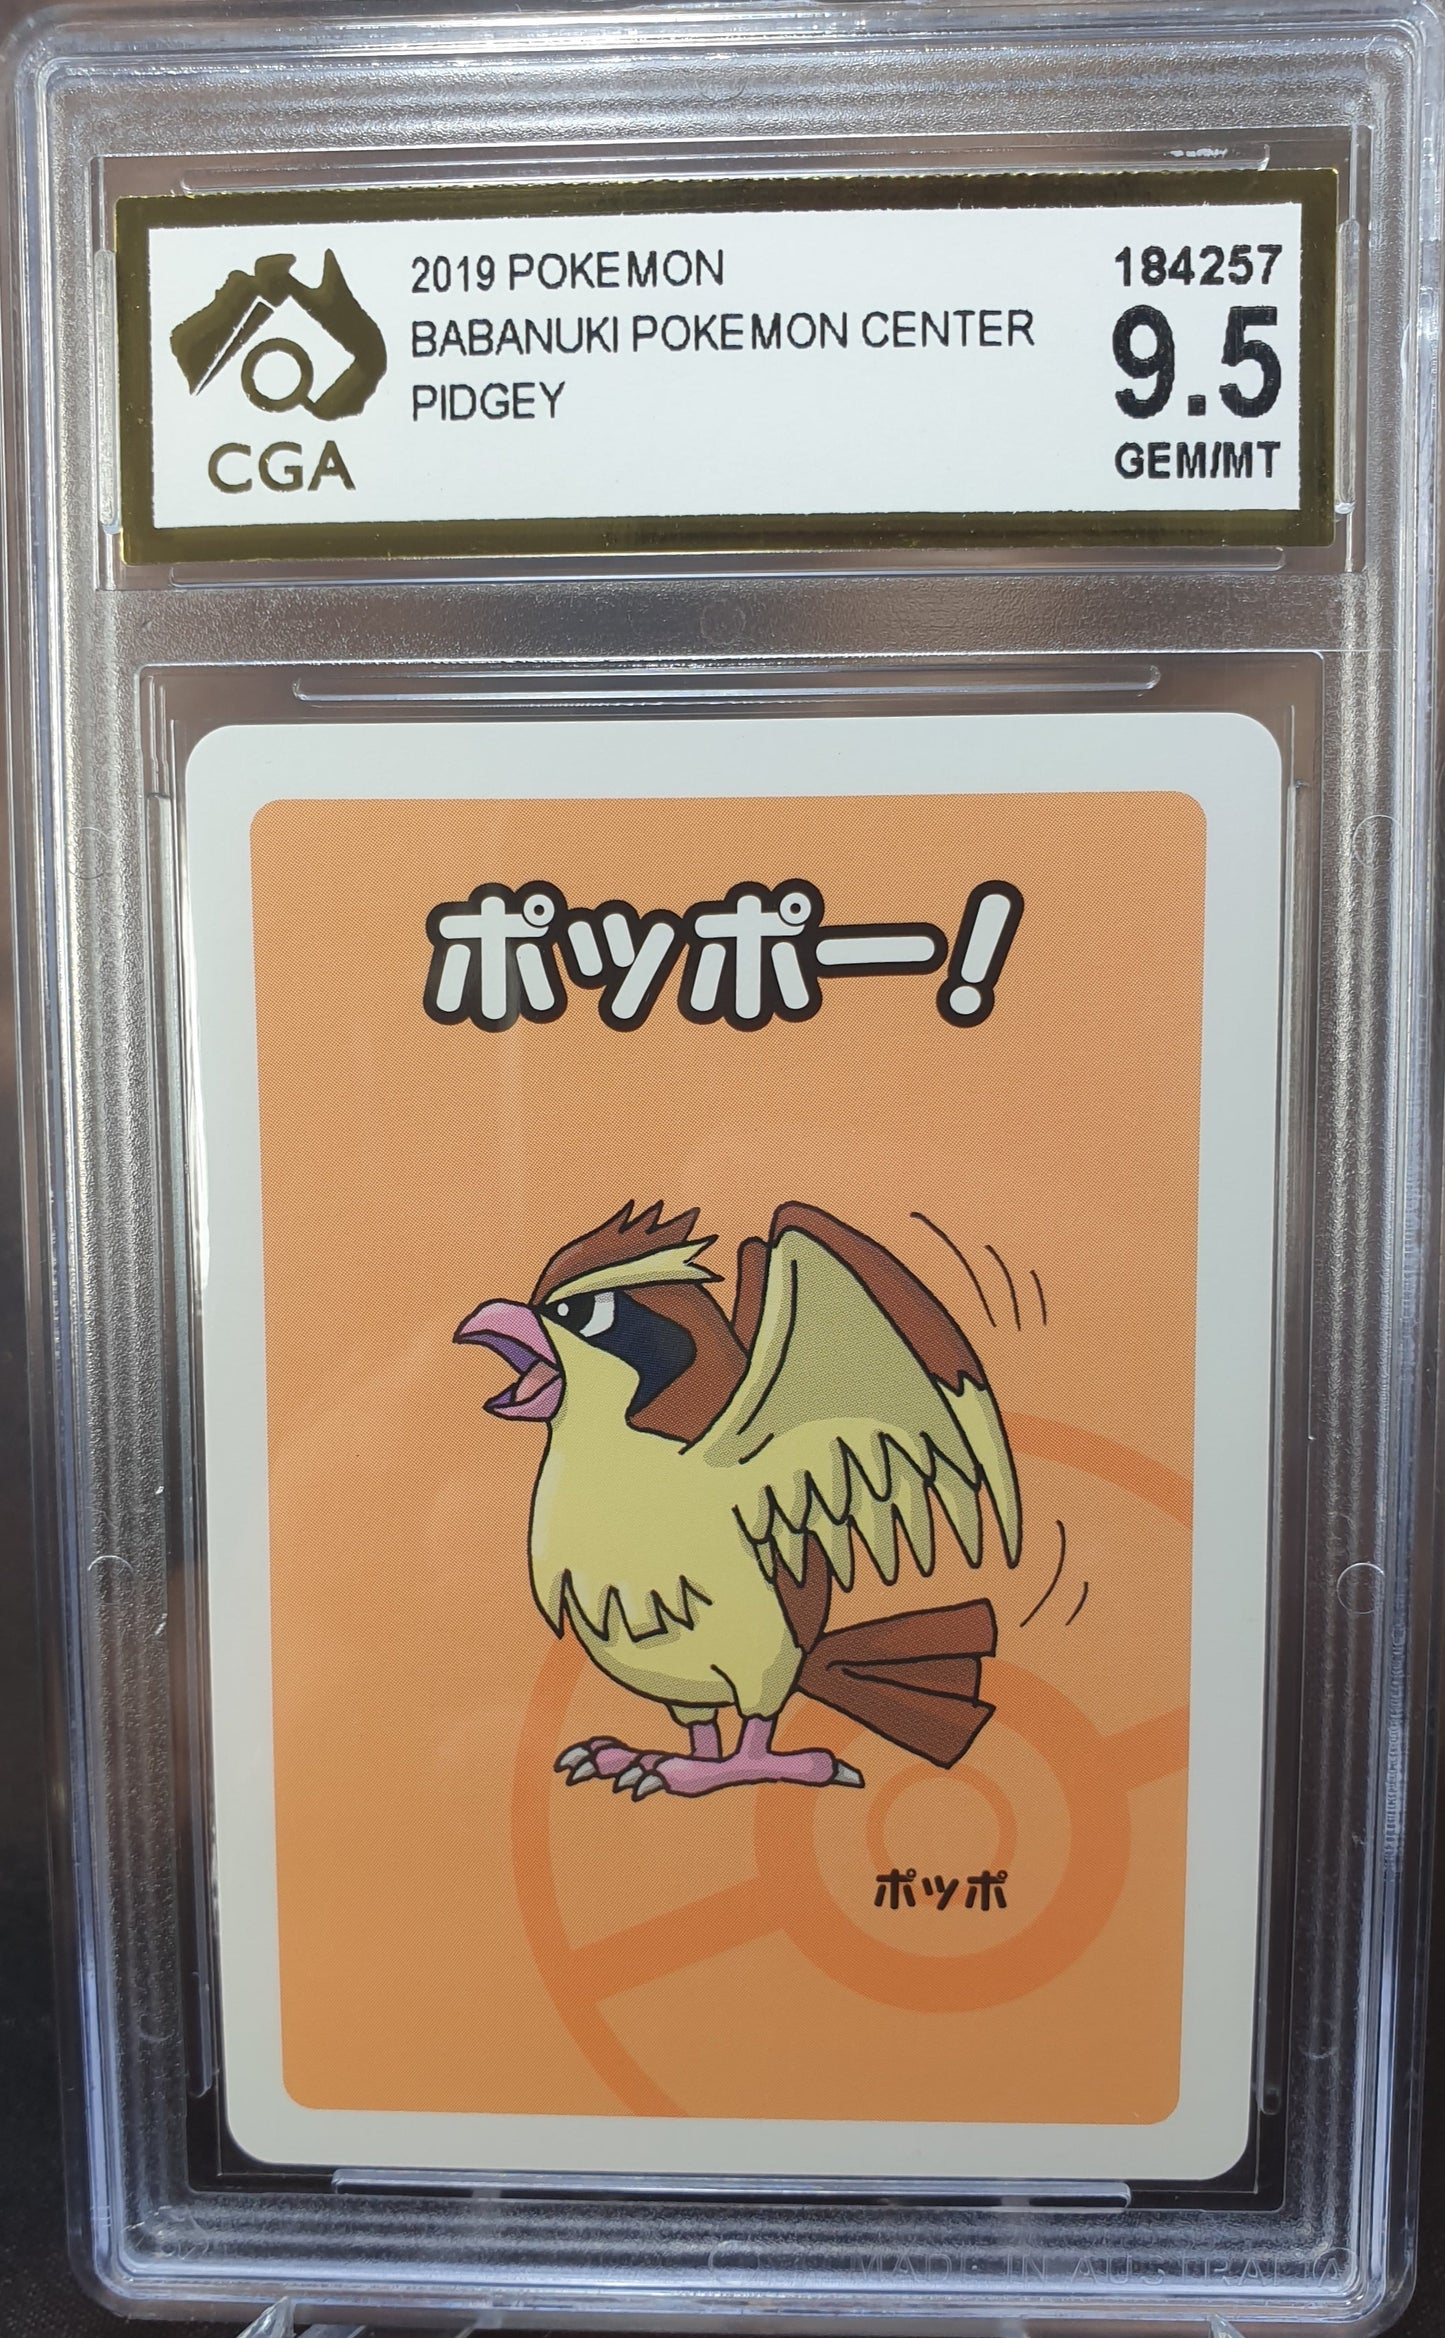 2019 POKEMON
BABANUKI POKEMON CENTER
PIDGEY
CGA
184257
9.5
GEM/MT
ポッポー!
ポッポ
MADE IN AUSTRALIA